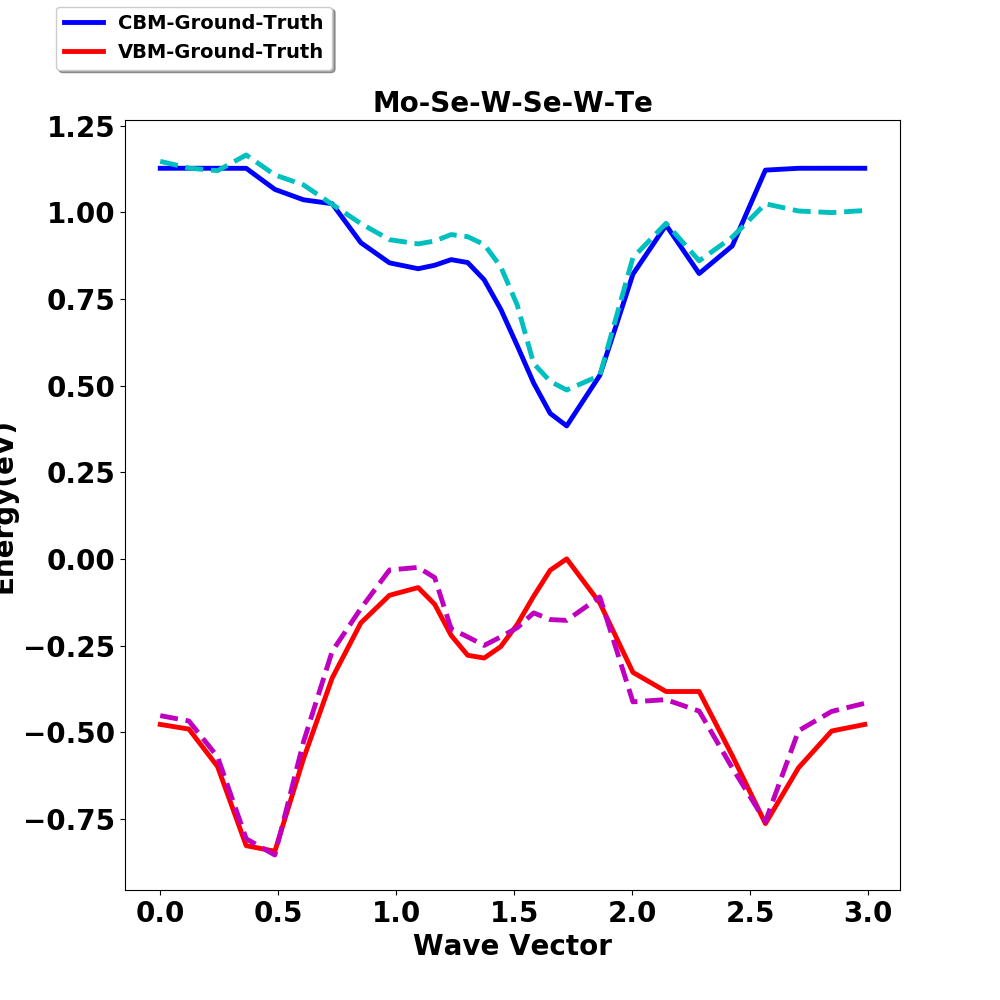 CBM-Ground-Truth
VBM-Ground-Truth
Mo-Se-W-Se-W-Te
1.25
1.00
0.75
0.50
0.25
0.00
−0.25
−0.50
−0.75
Energy(eV)
0.0 0.5 1.0 1.5 2.0 2.5 3.0
Wave Vector